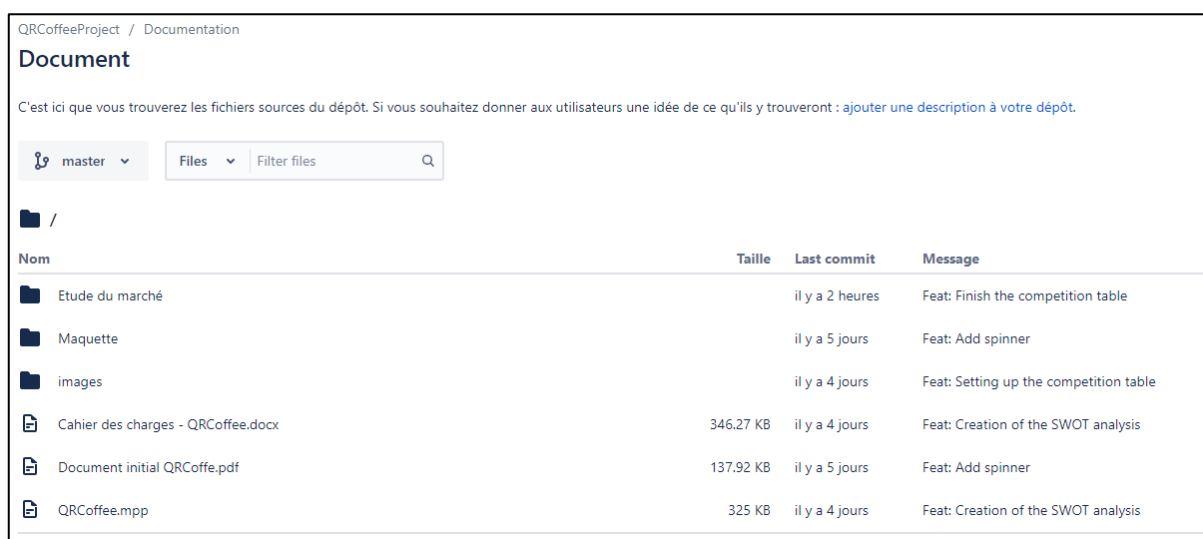 QRCoffeeProject / Documentation
Document
C'est ici que vous trouverez les fichiers sources du dépôt. Si vous souhaitez donner aux utilisateurs une idée de ce qu'ils y trouveront : ajouter une description à votre dépôt.
master Files Filter files
/
Nom Taille Last commit Message
Etude du marché il y a 2 heures Feat: Finish the competition table
Maquette il y a 5 jours Feat: Add spinner
images il y a 4 jours Feat: Setting up the competition table
Cahier des charges - QRCoffee.docx 346.27 KB il y a 4 jours Feat: Creation of the SWOT analysis
Document initial QRCoffe.pdf 137.92 KB il y a 5 jours Feat: Add spinner
QRCoffee.mpp 325 KB il y a 4 jours Feat: Creation of the SWOT analysis